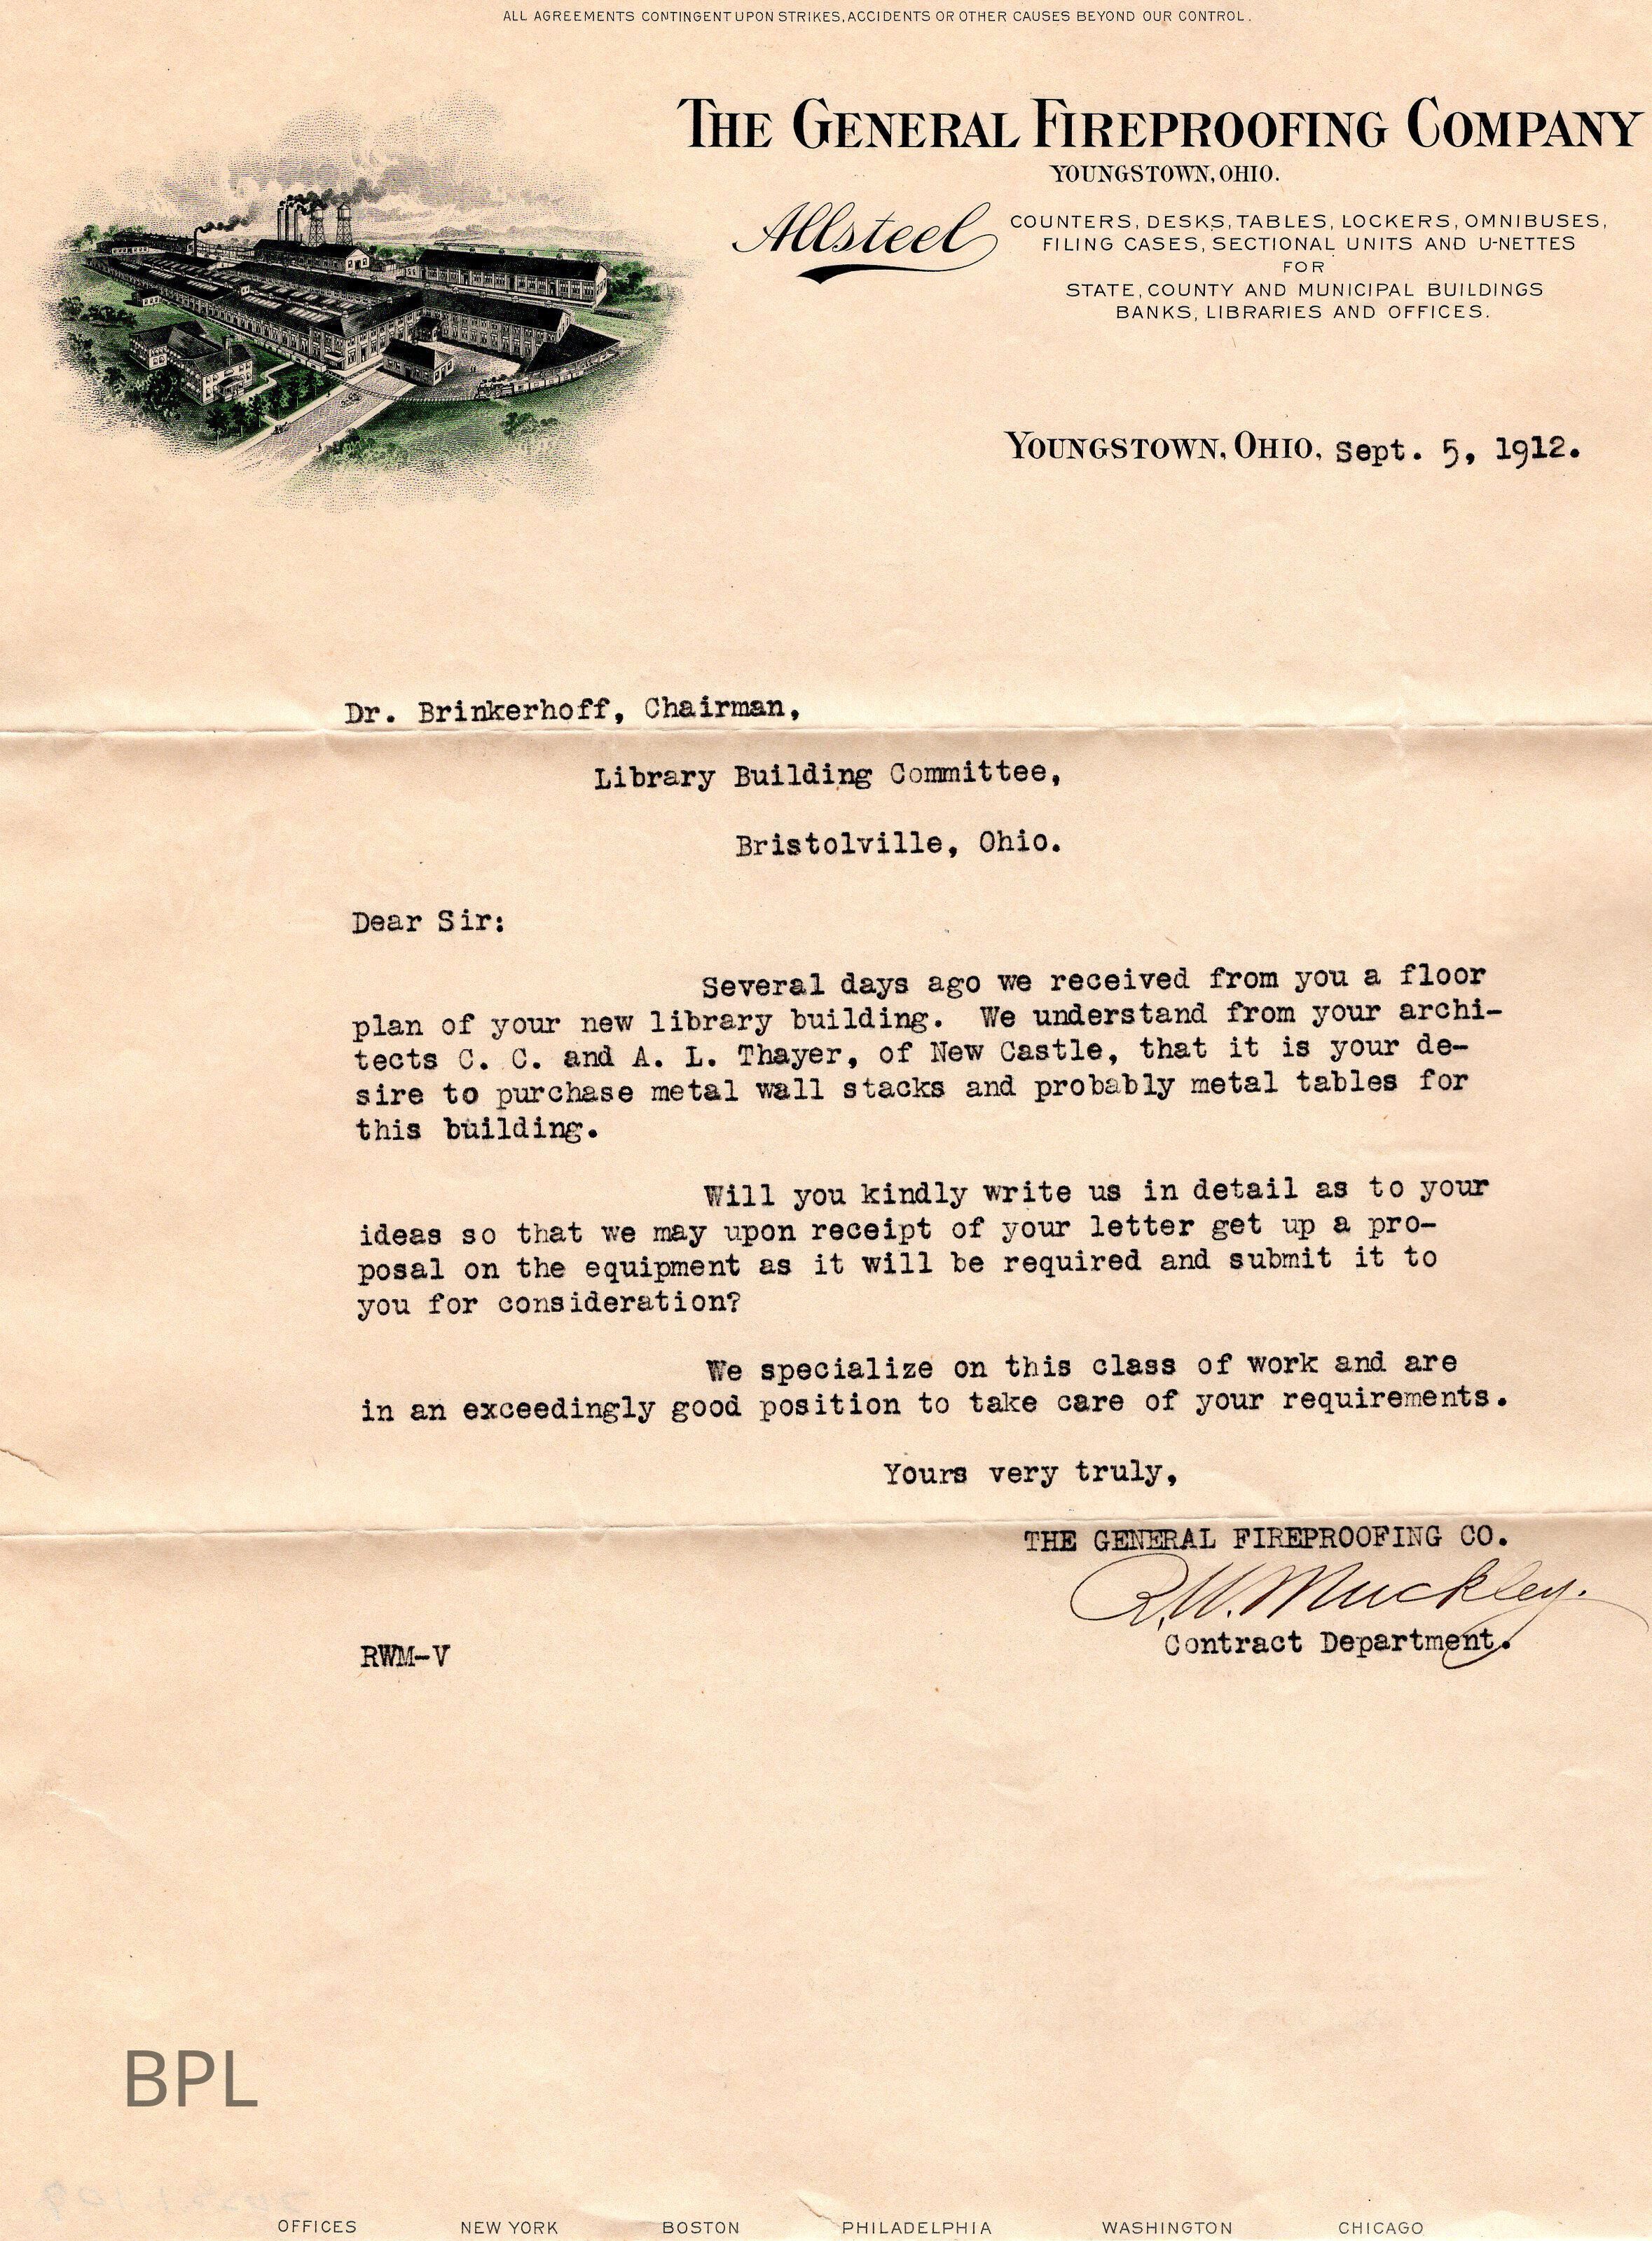 ALL AGREEMENTS CONTINGENT UPON STRIKES, ACCIDENTS OR OTHER CAUSES BEYOND OUR CONTROL.
THE GENERAL FIREPROOFING COMPANY
YOUNGSTOWN, OHIO.
Allsteel
COUNTERS, DESKS, TABLES, LOCKERS, OMNIBUSES,
FILING CASES, SECTIONAL UNITS AND U-NETTES
FOR
STATE, COUNTY AND MUNICIPAL BUILDINGS
BANKS, LIBRARIES AND OFFICES.
YOUNGSTOWN, OHIO, Sept. 5, 1912.
Dr. Brinkerhoff, Chairman,
Library Building Committee,
Bristolville, Ohio.
Dear Sir:
Several days ago we received from you a floor
plan of your new library building. We understand from your archi-
tects C. C. and A. L. Thayer, of New Castle, that it is your de-
sire to purchase metal wall stacks and probably metal tables for
this building.
Will you kindly write us in detail as to your
ideas so that we may upon receipt of your letter get up a pro-
posal on the equipment as it will be required and submit it to
you for consideration?
We specialize on this class of work and are
in an exceedingly good position to take care of your requirements.
Yours very truly,
THE GENERAL FIREPROOFING CO.
R.W. Muckley.
Contract Department.
RWM-V
BPL
OFFICES NEW YORK BOSTON PHILADELPHIA WASHINGTON CHICAGO